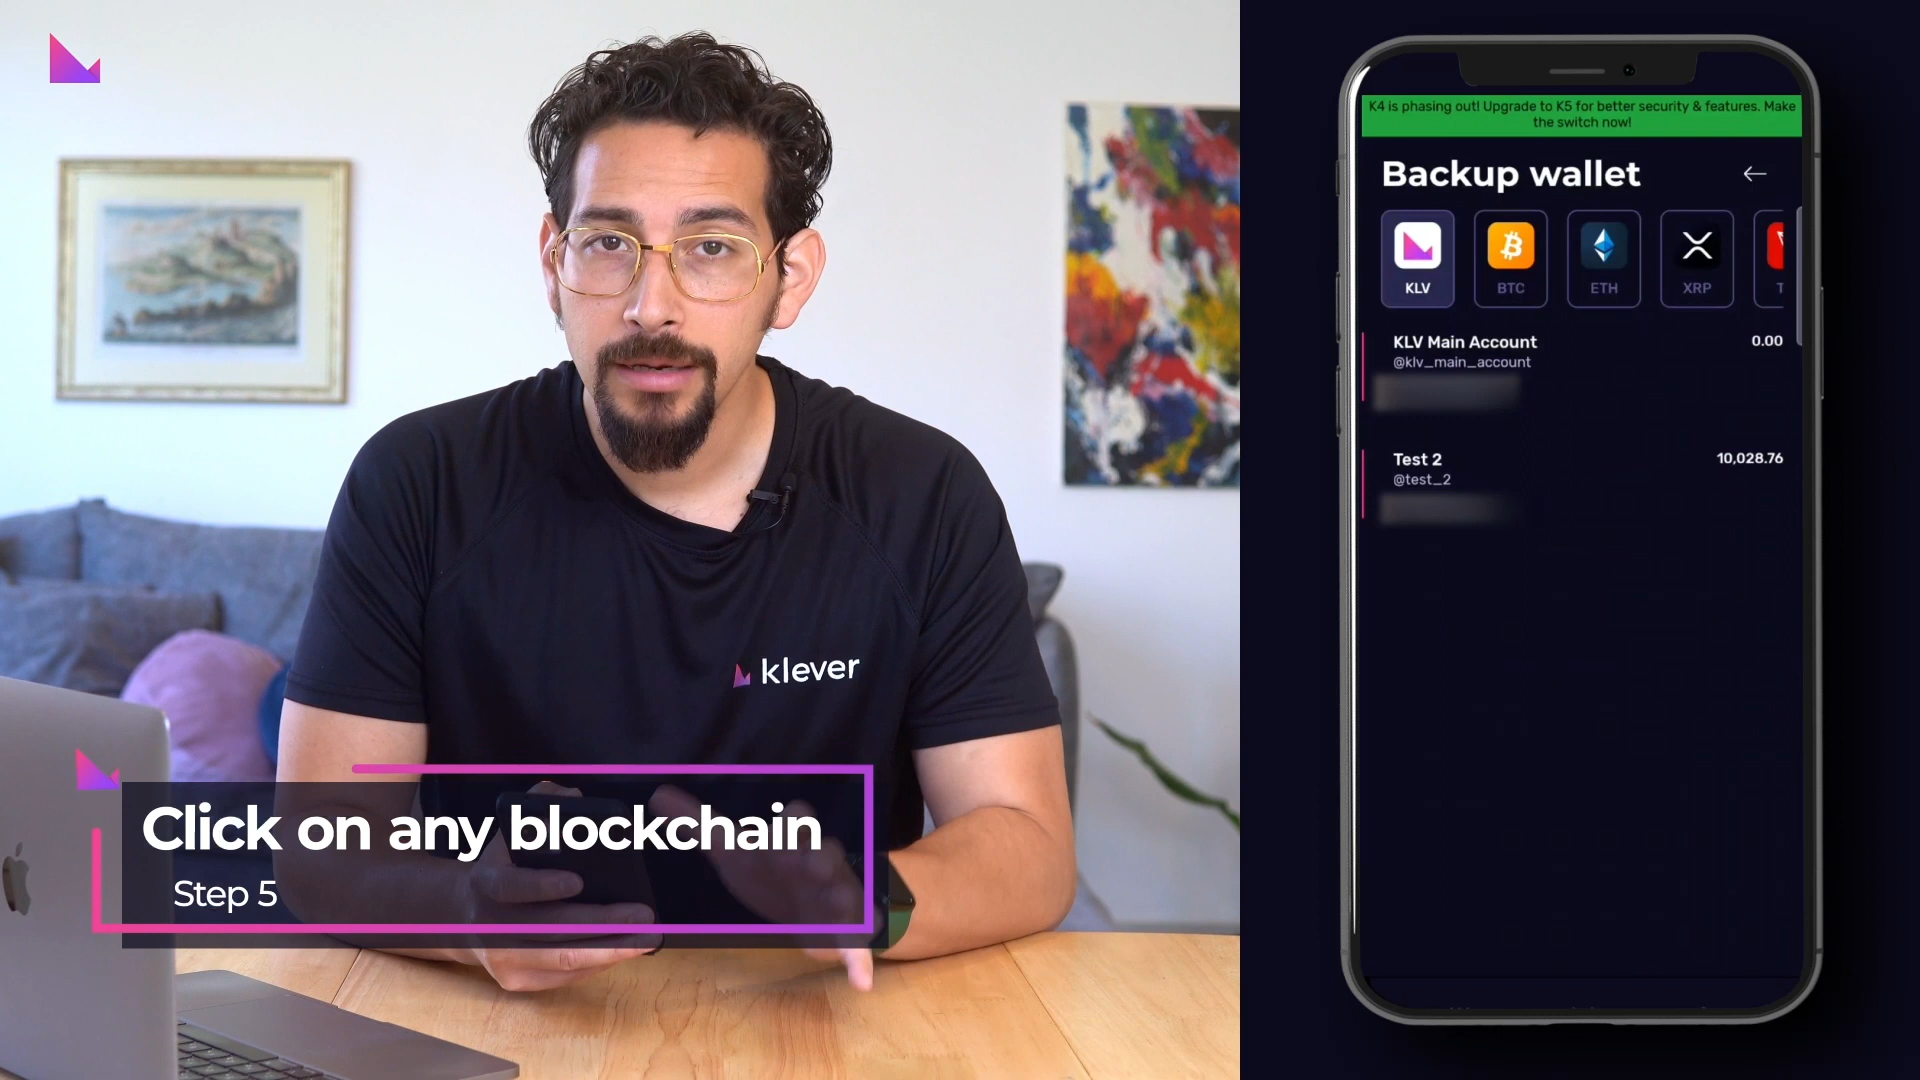 klever
Click on any blockchain
Step 5
K4 is phasing out! Upgrade to K5 for better security & features. Make
the switch now!
Backup wallet
KLV
BTC
ETH
XRP
T
KLV Main Account
0.00
@klv_main_account
Test 2
10,028.76
@test_2